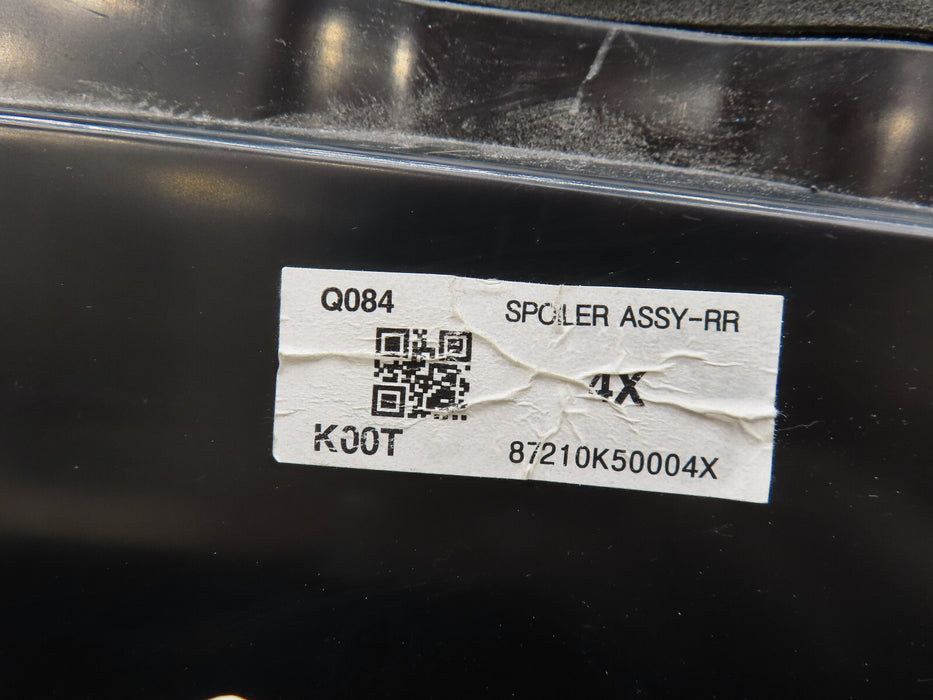 Q084
SPOILER ASSY-RR
4X
K00T
87210K50004X